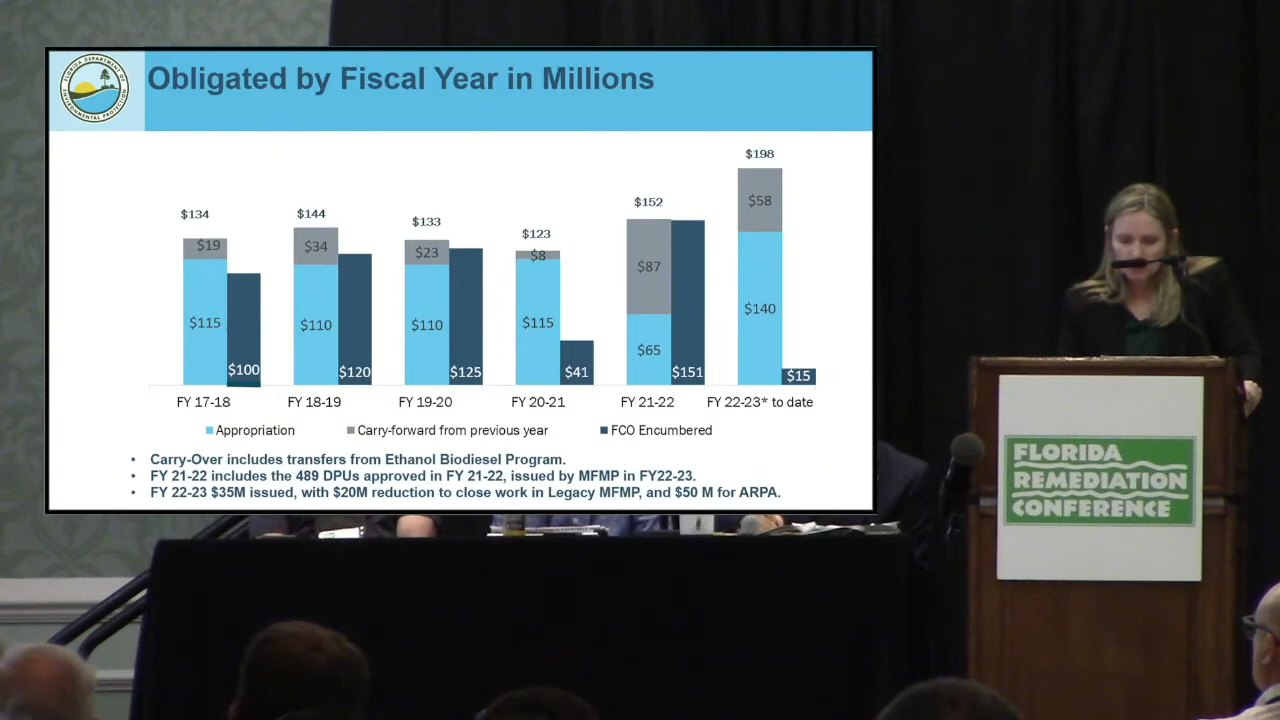 FLORIDA DEPARTMENT OF
ENVIRONMENTAL PROTECTION
Obligated by Fiscal Year in Millions
$134
$144
$133
$123
$152
$198
$19
$34
$23
$8
$87
$58
$115
$110
$110
$115
$65
$140
$100
$120
$125
$41
$151
$15
FY 17-18
FY 18-19
FY 19-20
FY 20-21
FY 21-22
FY 22-23* to date
Appropriation
Carry-forward from previous year
FCO Encumbered
• Carry-Over includes transfers from Ethanol Biodiesel Program.
• FY 21-22 includes the 489 DPUs approved in FY 21-22, issued by MFMP in FY22-23.
• FY 22-23 $35M issued, with $20M reduction to close work in Legacy MFMP, and $50 M for ARPA.
FLORIDA
REMEDIATION
CONFERENCE